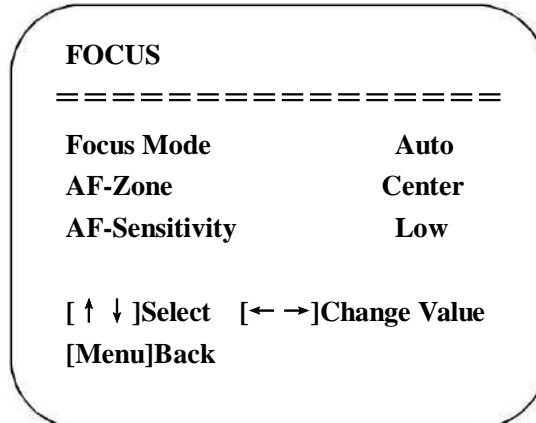 FOCUS
================
Focus Mode Auto
AF-Zone Center
AF-Sensitivity Low
[ ↑ ↓ ]Select [← →]Change Value
[Menu]Back